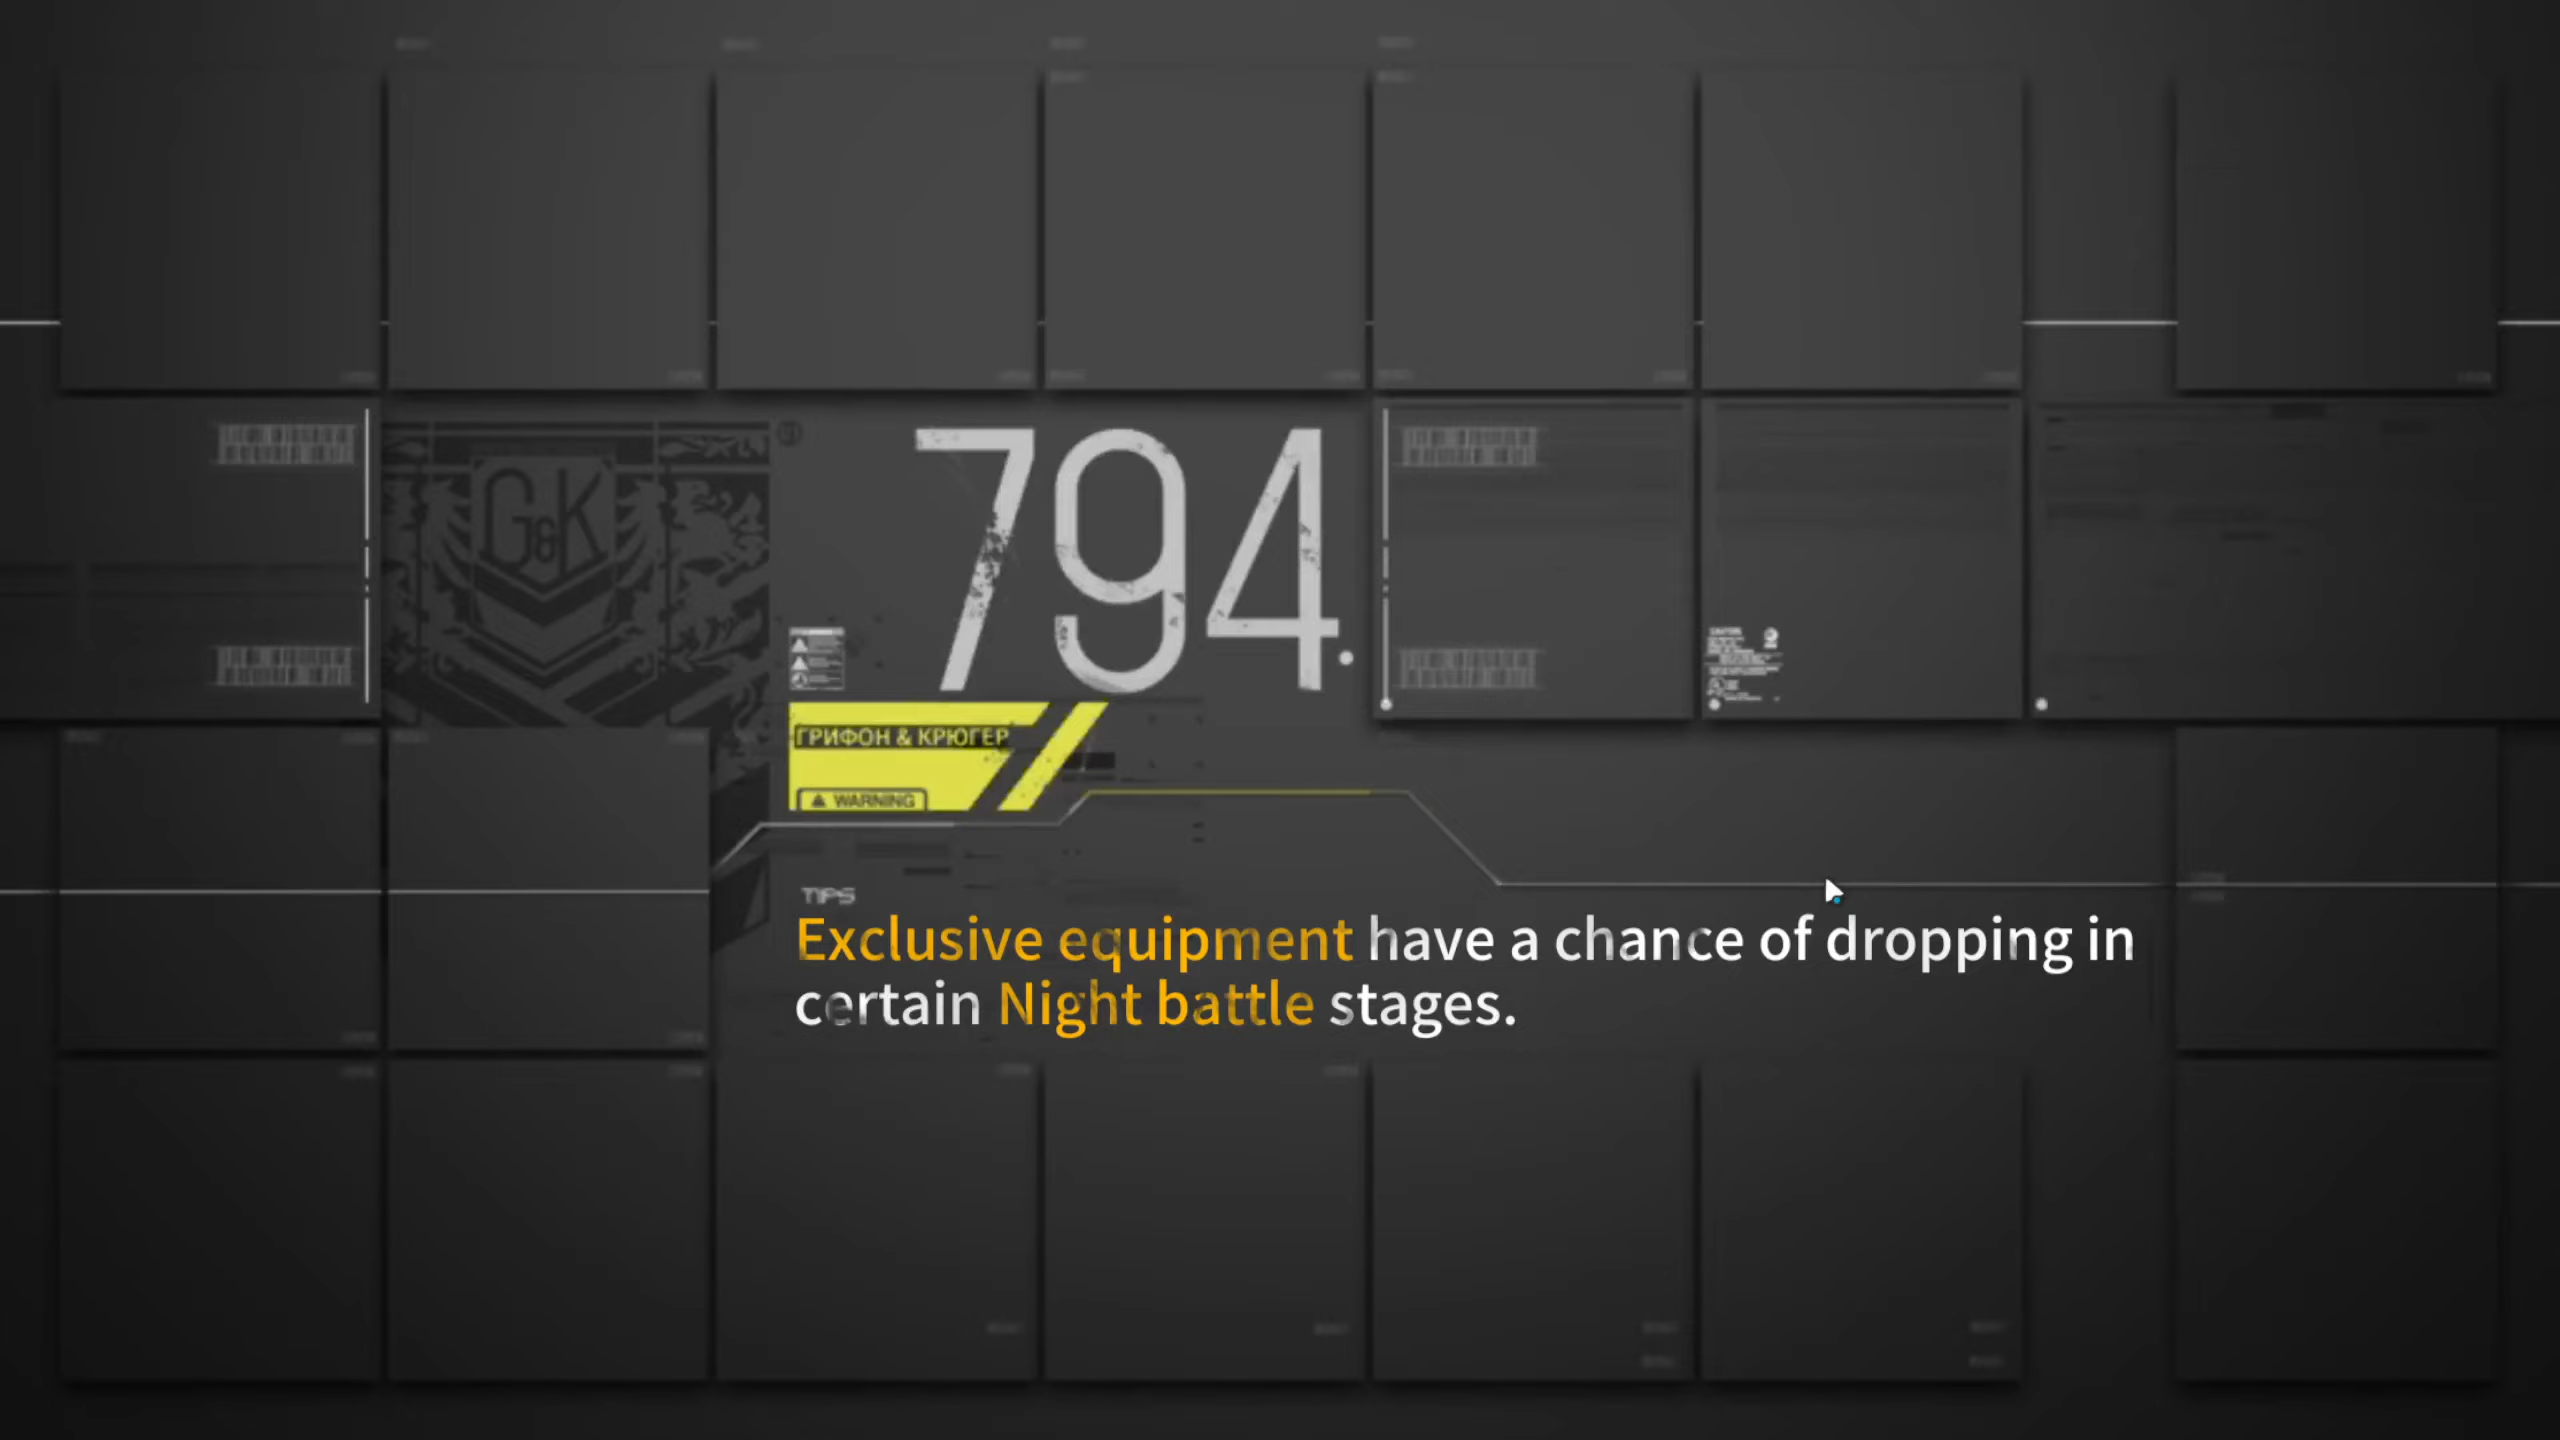 G&K
794.
ГРИФОН & КРЮГЕР
WARNING
TIPS
Exclusive equipment have a chance of dropping in
certain Night battle stages.